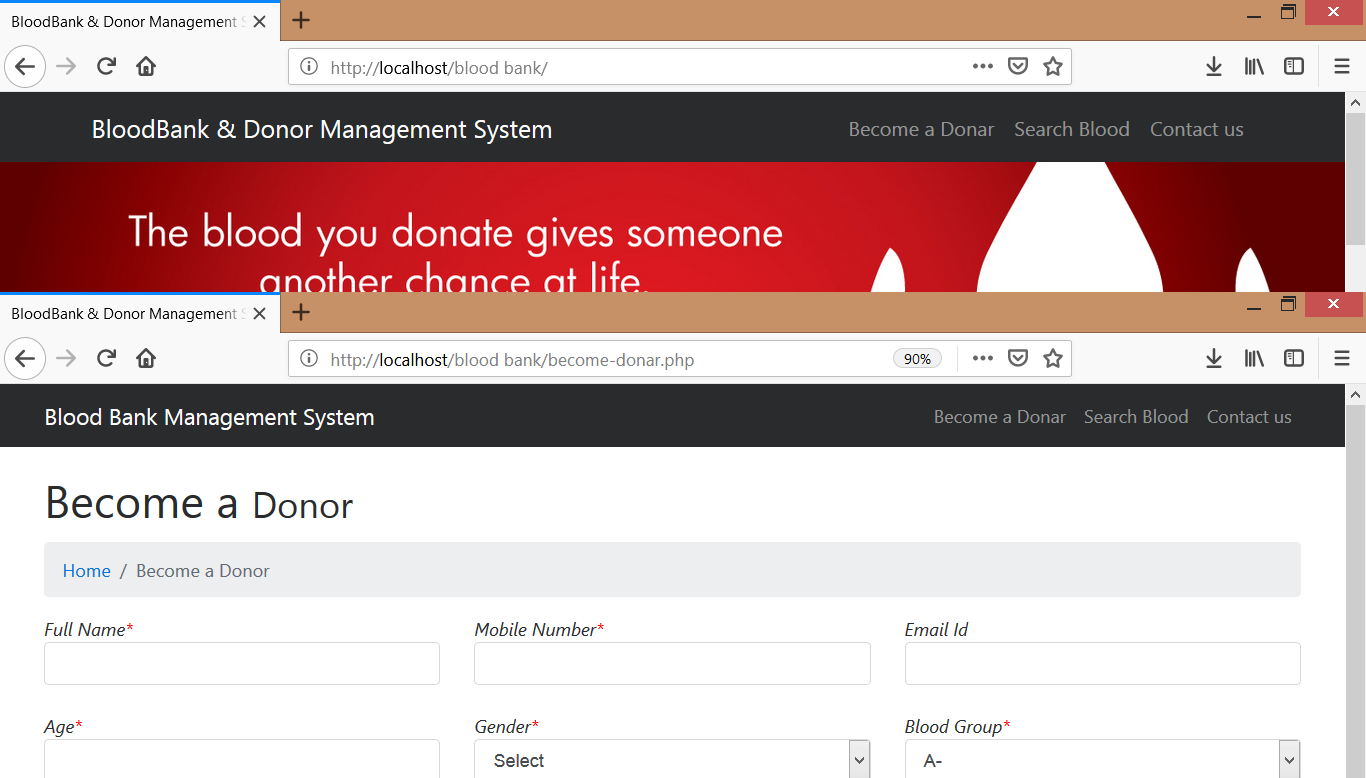 BloodBank & Donor Management S
http://localhost/blood bank/
BloodBank & Donor Management System
Become a Donar Search Blood Contact us
The blood you donate gives someone
another chance at life.
BloodBank & Donor Management S
http://localhost/blood bank/become-donar.php 90%
Blood Bank Management System
Become a Donar Search Blood Contact us
Become a Donor
Home / Become a Donor
Full Name* Mobile Number* Email Id
Age* Gender* Blood Group*
Select A-